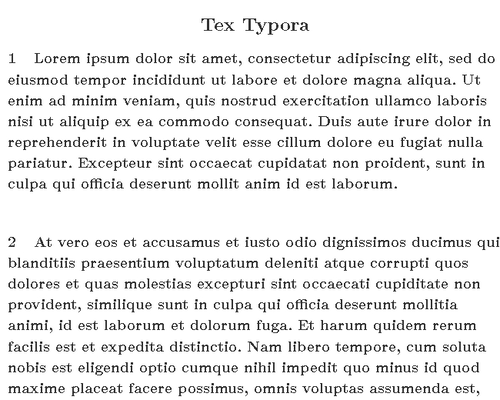 Tex Typora
1 Lorem ipsum dolor sit amet, consectetur adipiscing elit, sed do
eiusmod tempor incididunt ut labore et dolore magna aliqua. Ut
enim ad minim veniam, quis nostrud exercitation ullamco laboris
nisi ut aliquip ex ea commodo consequat. Duis aute irure dolor in
reprehenderit in voluptate velit esse cillum dolore eu fugiat nulla
pariatur. Excepteur sint occaecat cupidatat non proident, sunt in
culpa qui officia deserunt mollit anim id est laborum.
2 At vero eos et accusamus et iusto odio dignissimos ducimus qui
blanditiis praesentium voluptatum deleniti atque corrupti quos
dolores et quas molestias excepturi sint occaecati cupiditate non
provident, similique sunt in culpa qui officia deserunt mollitia
animi, id est laborum et dolorum fuga. Et harum quidem rerum
facilis est et expedita distinctio. Nam libero tempore, cum soluta
nobis est eligendi optio cumque nihil impedit quo minus id quod
maxime placeat facere possimus, omnis voluptas assumenda est,